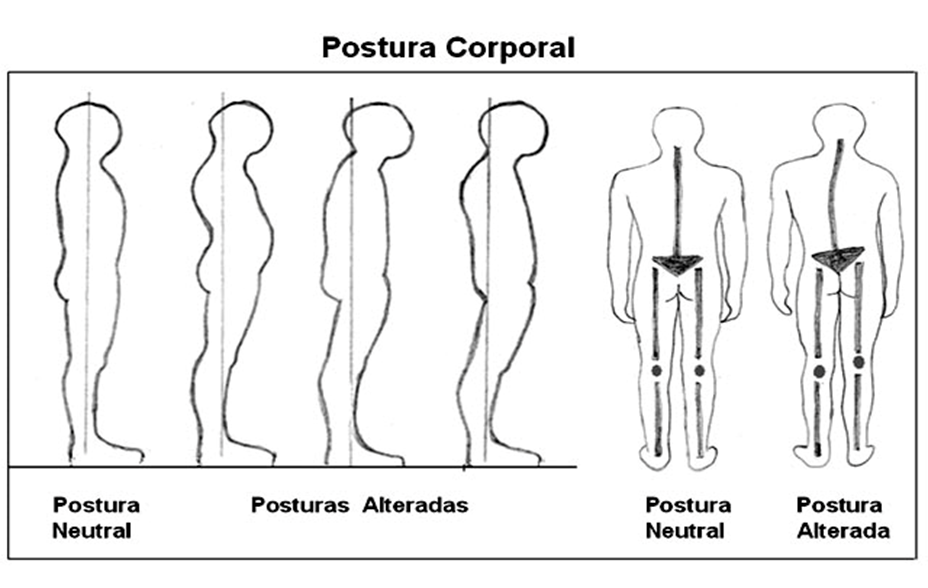 Postura Corporal
Postura
Neutral
Posturas Alteradas
Postura
Neutral
Postura
Alterada